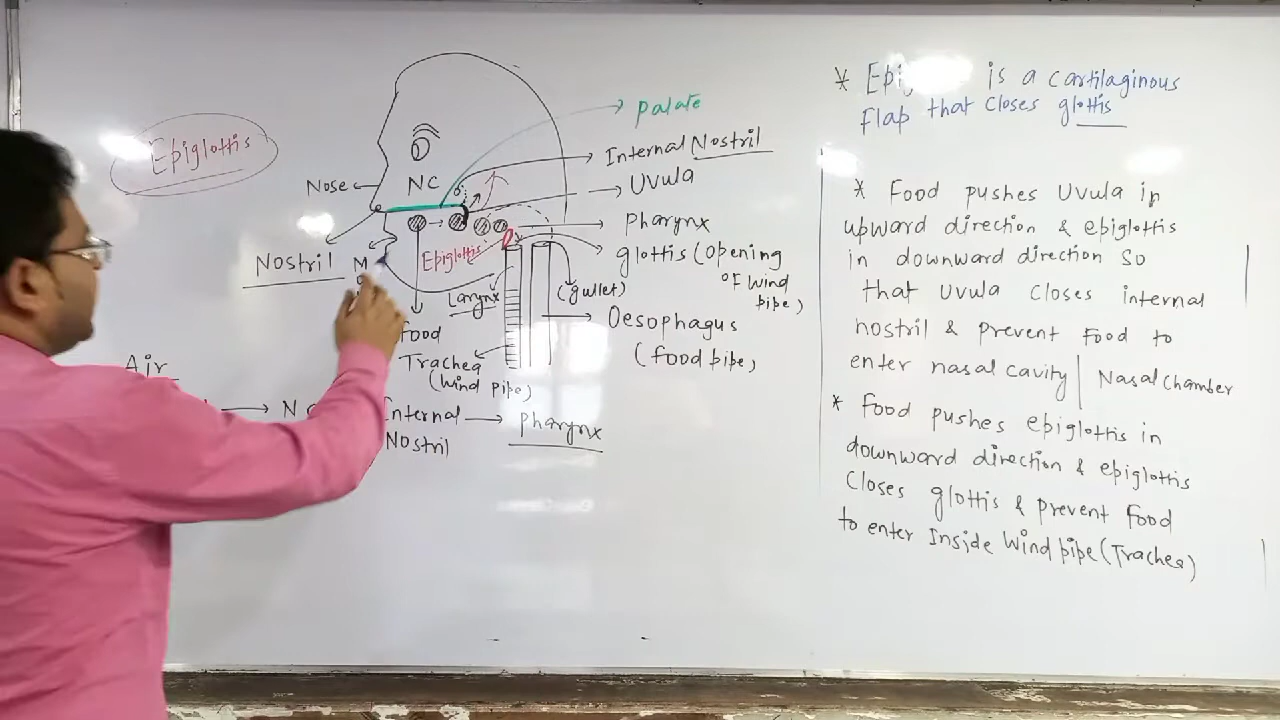 Epiglottis
Nose
NC
Nostril
M
Epiglottis
Larynx
food
Trachea
(Wind pipe)
Palate
Internal Nostril
Uvula
Pharynx
glottis (Opening
of Wind
pipe)
(gullet)
Oesophagus
(food pipe)
Air
N
Internal
Nostril
Pharynx
* is a cartilaginous
flap that closes glottis
* Food pushes Uvula in
upward direction & epiglottis
in downward direction so
that Uvula closes internal
nostril & prevent food to
enter nasal cavity | Nasal chamber
* food pushes epiglottis in
downward direction & epiglottis
Closes glottis & prevent food
to enter Inside Wind pipe (Trachea)